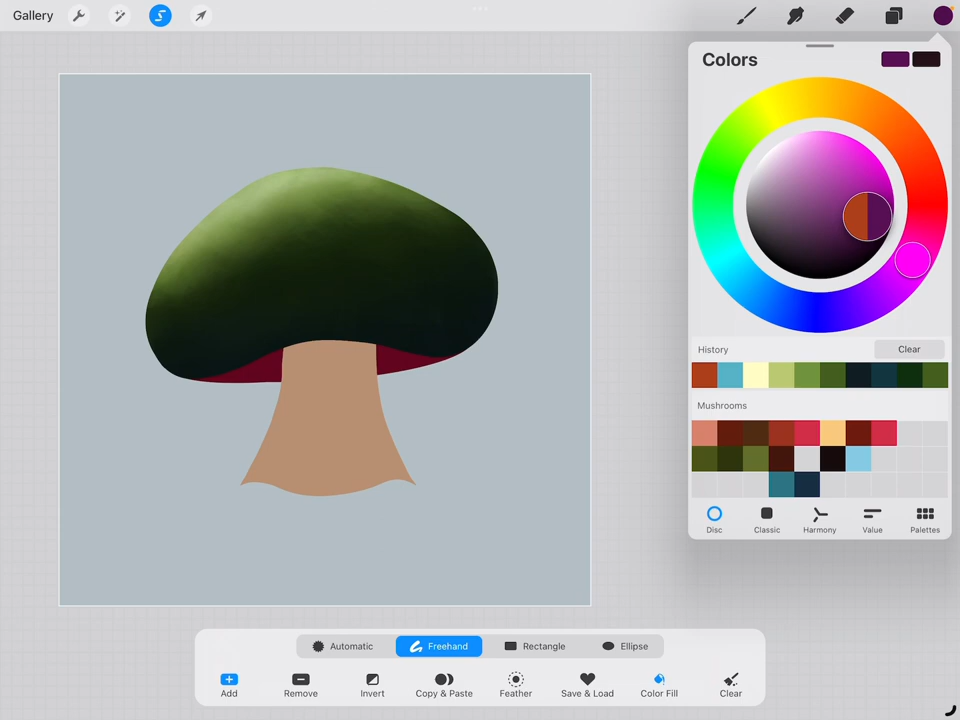 Gallery
Colors
History
Clear
Mushrooms
Disc
Classic
Harmony
Value
Palettes
Automatic
Freehand
Rectangle
Ellipse
Add
Remove
Invert
Copy & Paste
Feather
Save & Load
Color Fill
Clear